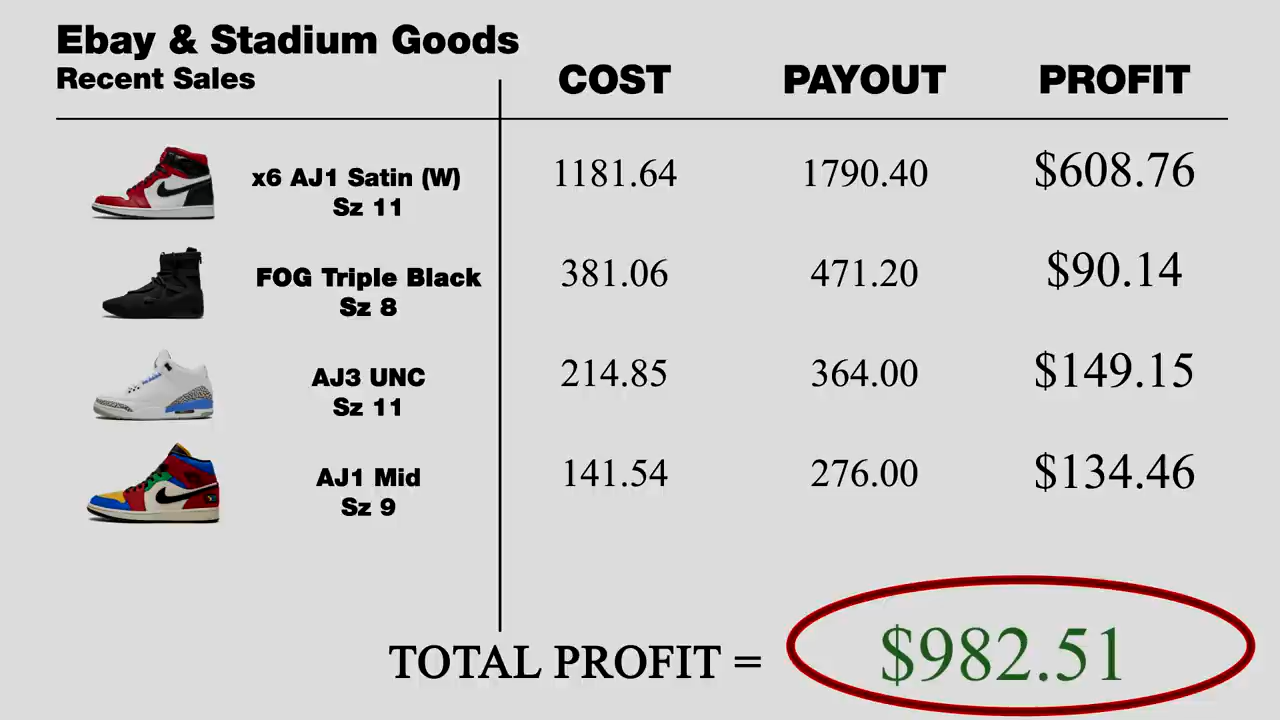 Ebay & Stadium Goods
Recent Sales
COST PAYOUT PROFIT
x6 AJ1 Satin (W) 1181.64 1790.40 $608.76
Sz 11
FOG Triple Black 381.06 471.20 $90.14
Sz 8
AJ3 UNC 214.85 364.00 $149.15
Sz 11
AJ1 Mid 141.54 276.00 $134.46
Sz 9
TOTAL PROFIT = $982.51